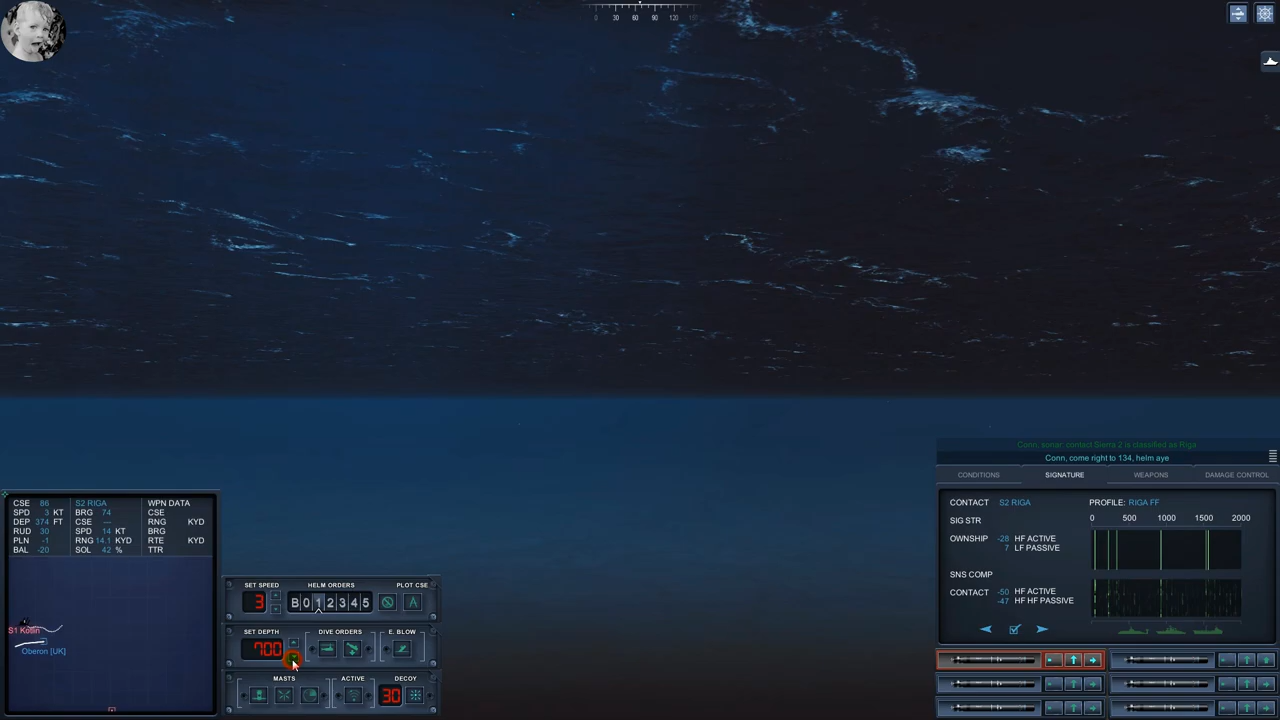 0 30 60 90 120
Conn, sonar: contact Sierra 2 is classified as Riga
Conn, come right to 134, helm aye
CONDITIONS SIGNATURE WEAPONS DAMAGE CONTROL
CONTACT S2 RIGA PROFILE: RIGA FF
SIG STR 0 500 1000 1500 2000
OWNSHIP -28 HF ACTIVE
7 LF PASSIVE
SNS COMP
CONTACT -50 HF ACTIVE
-47 HF HF PASSIVE
CSE 86 S2 RIGA WPN DATA
SPD 3 KT BRG 74 CSE
DEP 374 FT CSE --- RNG KYD
RUD 30 SPD 14 KT BRG
PLN -1 RNG 14.1 KYD RTE KYD
BAL -20 SOL 42 % TTR
S1 Kotlin
Oberon [UK]
SET SPEED HELM ORDERS PLOT CSE
3 B 0 1 2 3 4 5
SET DEPTH DIVE ORDERS E. BLOW
700
MASTS ACTIVE DECOY
30